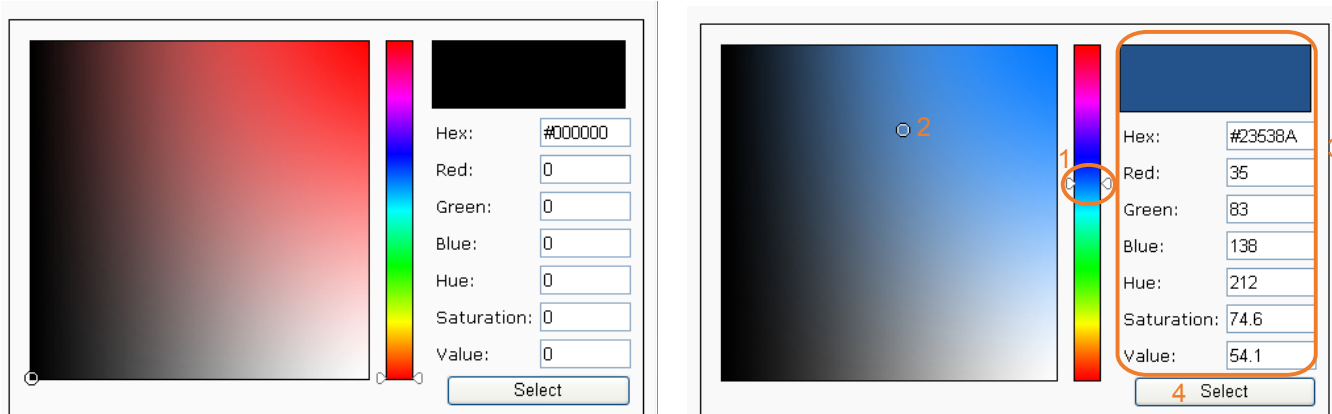 Hex: #000000
Red: 0
Green: 0
Blue: 0
Hue: 0
Saturation: 0
Value: 0
Select
2
1
Hex: #23538A
Red: 35
Green: 83
Blue: 138
Hue: 212
Saturation: 74.6
Value: 54.1
4 Select